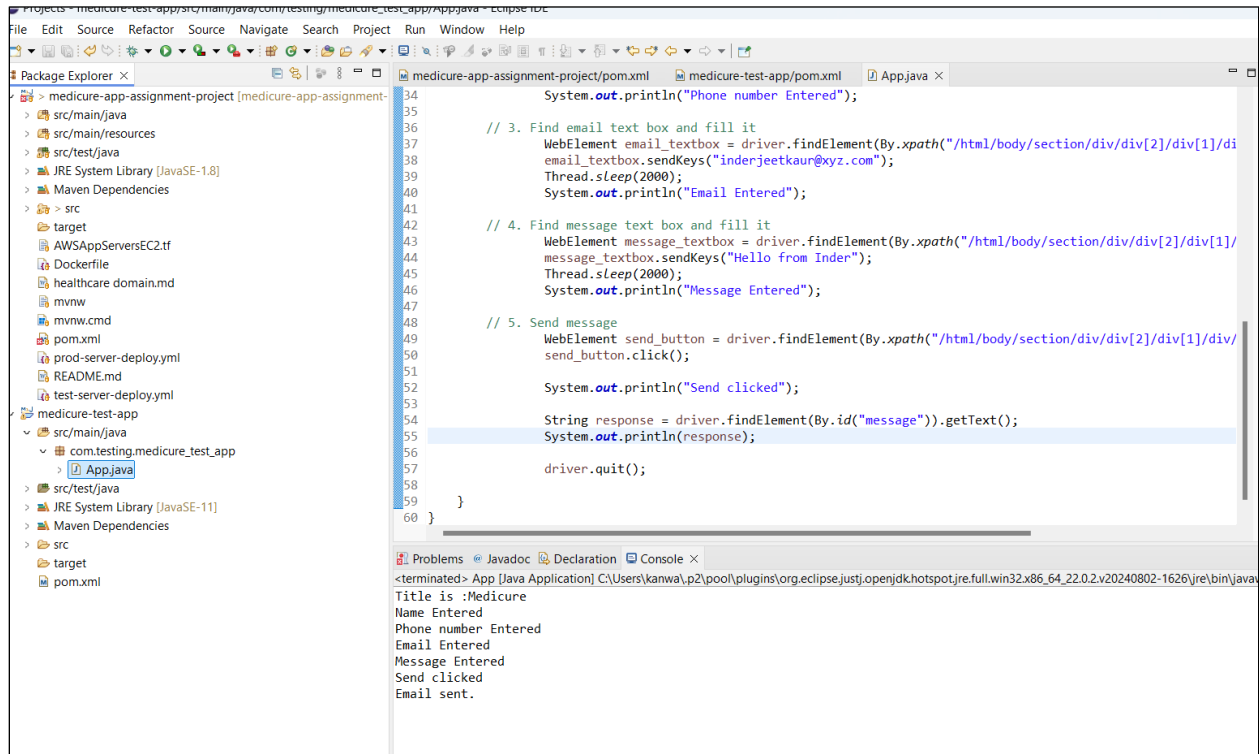 Projects - medicure-test-app/src/main/java/com/testing/medicure_test_app/App.java - Eclipse IDE
File Edit Source Refactor Source Navigate Search Project Run Window Help
Package Explorer
medicure-app-assignment-project/pom.xml medicure-test-app/pom.xml App.java
> medicure-app-assignment-project [medicure-app-assignment-
> src/main/java
> src/main/resources
> src/test/java
> JRE System Library [JavaSE-1.8]
> Maven Dependencies
> > src
target
AWSAppServersEC2.tf
Dockerfile
healthcare domain.md
mvnw
mvnw.cmd
pom.xml
prod-server-deploy.yml
README.md
test-server-deploy.yml
medicure-test-app
src/main/java
com.testing.medicure_test_app
> App.java
> src/test/java
> JRE System Library [JavaSE-11]
> Maven Dependencies
> src
target
pom.xml
34 System.out.println("Phone number Entered");
35
36 // 3. Find email text box and fill it
37 WebElement email_textbox = driver.findElement(By.xpath("/html/body/section/div/div[2]/div[1]/di
38 email_textbox.sendKeys("inderjeetkaur@xyz.com");
39 Thread.sleep(2000);
40 System.out.println("Email Entered");
41
42 // 4. Find message text box and fill it
43 WebElement message_textbox = driver.findElement(By.xpath("/html/body/section/div/div[2]/div[1]/
44 message_textbox.sendKeys("Hello from Inder");
45 Thread.sleep(2000);
46 System.out.println("Message Entered");
47
48 // 5. Send message
49 WebElement send_button = driver.findElement(By.xpath("/html/body/section/div/div[2]/div[1]/div/
50 send_button.click();
51
52 System.out.println("Send clicked");
53
54 String response = driver.findElement(By.id("message")).getText();
55 System.out.println(response);
56
57 driver.quit();
58
59 }
60 }
Problems Javadoc Declaration Console
<terminated> App [Java Application] C:\Users\kanwa\.p2\pool\plugins\org.eclipse.justj.openjdk.hotspot.jre.full.win32.x86_64_22.0.2.v20240802-1626\jre\bin\javaw
Title is :Medicure
Name Entered
Phone number Entered
Email Entered
Message Entered
Send clicked
Email sent.